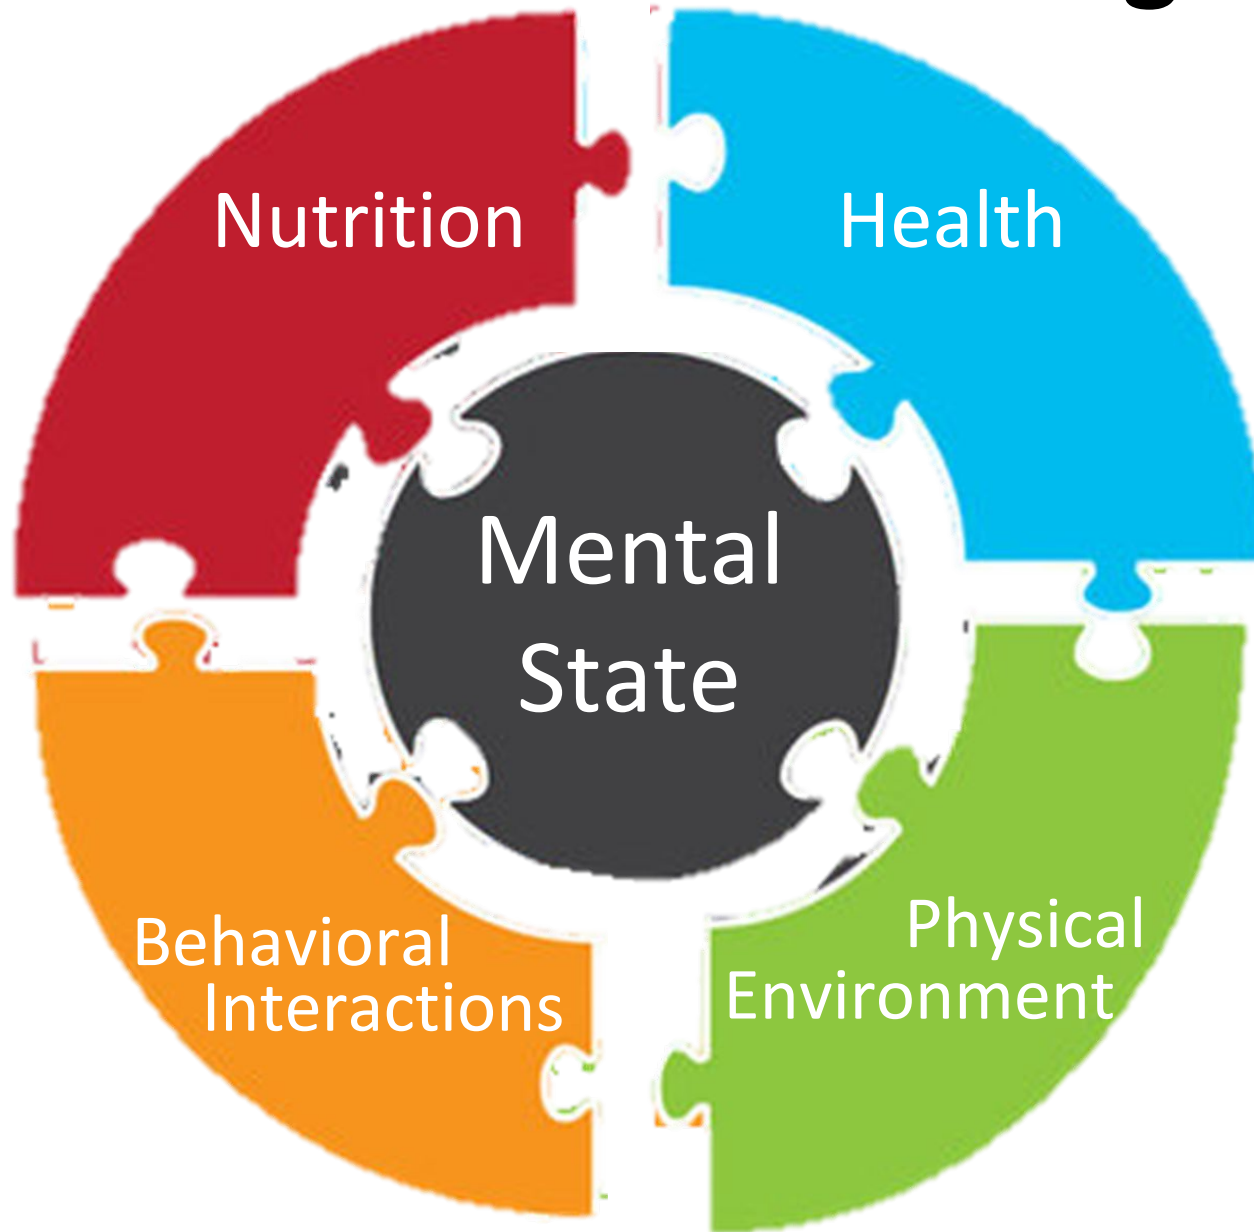 Nutrition
Health
Mental
State
Behavioral
Interactions
Physical
Environment